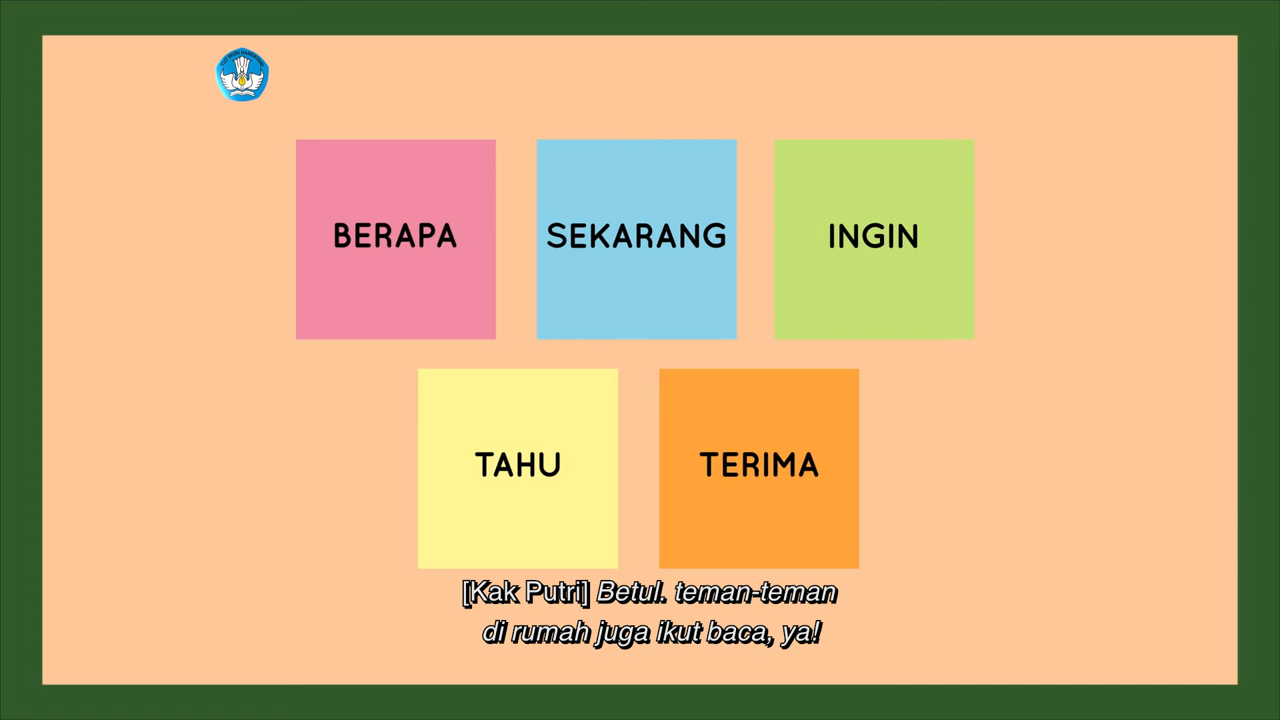 BERAPA
SEKARANG
INGIN
TAHU
TERIMA
[Kak Putri] Betul. teman-teman
di rumah juga ikut baca, ya!